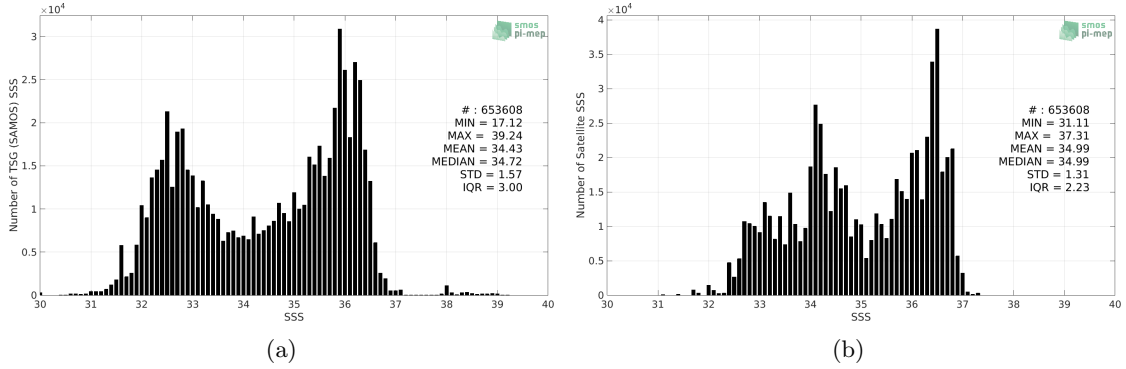 ×10⁴
3
2.5
2
1.5
1
0.5
0
Number of TSG (SAMOS) SSS
smos
pi-mep
# : 653608
MIN = 17.12
MAX = 39.24
MEAN = 34.43
MEDIAN = 34.72
STD = 1.57
IQR = 3.00
30 31 32 33 34 35 36 37 38 39 40
SSS
(a)
×10⁴
4
3.5
3
2.5
2
1.5
1
0.5
0
Number of Satellite SSS
smos
pi-mep
# : 653608
MIN = 31.11
MAX = 37.31
MEAN = 34.99
MEDIAN = 34.99
STD = 1.31
IQR = 2.23
30 31 32 33 34 35 36 37 38 39 40
SSS
(b)